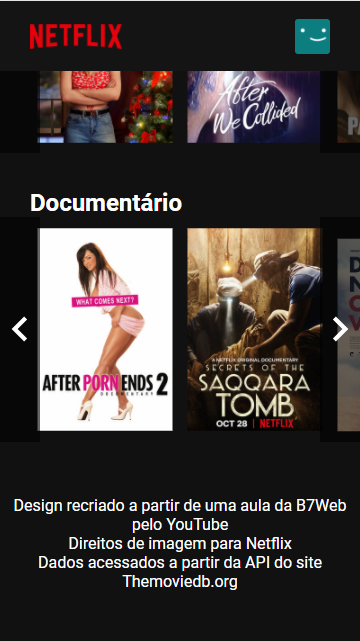 NETFLIX
After
We Collided
PA
Documentário
WHAT COMES NEXT?
AFTER PORN ENDS 2
DOCUMENTARY
A NETFLIX ORIGINAL DOCUMENTARY
SECRETS OF THE
SAQQARA
TOMB
OCT 28 | NETFLIX
D
N
Design recriado a partir de uma aula da B7Web
pelo YouTube
Direitos de imagem para Netflix
Dados acessados a partir da API do site
Themoviedb.org